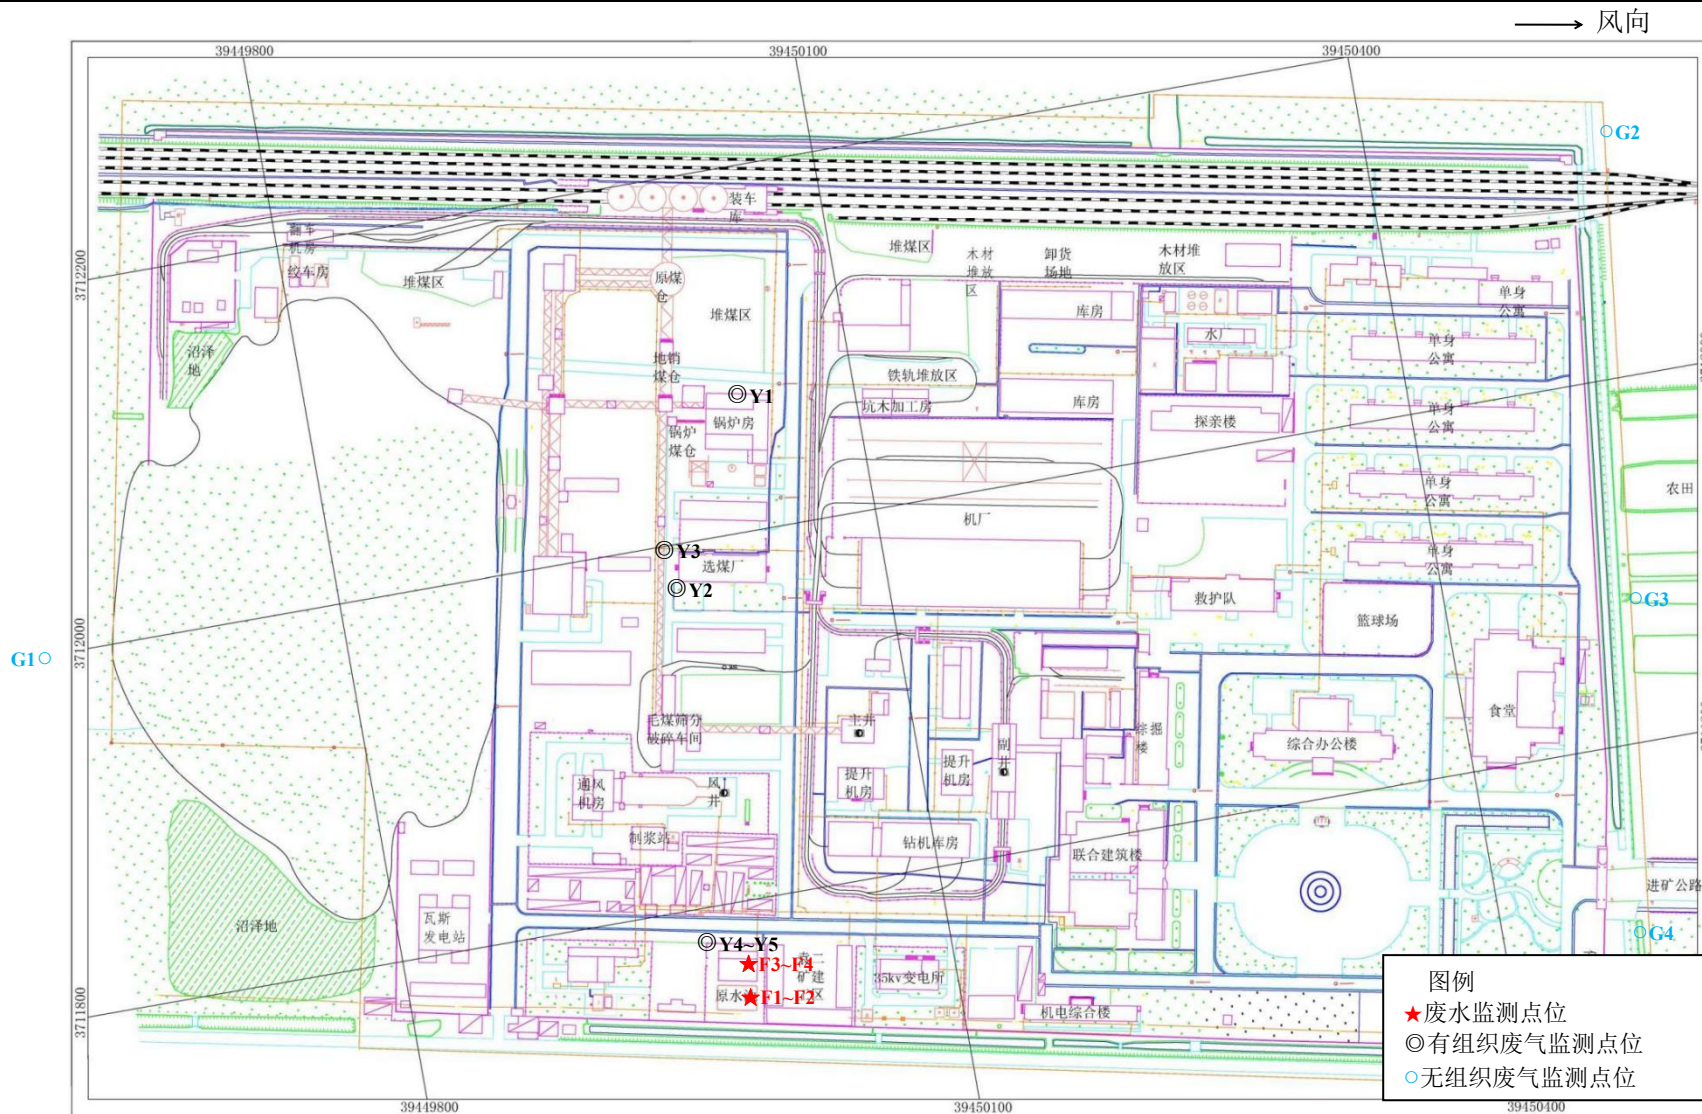 风向
39449800
39450100
39450400
G2
装车
库
翻车
机房
绞车房
堆煤区
堆煤区
木材
堆放
区
卸货
场地
木材堆
放区
3712200
原煤
仓
堆煤区
库房
单身
公寓
水厂
沼泽
地
单身
公寓
地销
煤仓
铁轨堆放区
Y1
坑木加工房
库房
锅炉房
锅炉
煤仓
探亲楼
单身
公寓
农田
单身
公寓
机厂
Y3
选煤厂
单身
公寓
Y2
救护队
G3
篮球场
3712000
G1
毛煤筛分
破碎车间
主井
综掘
楼
副
井
食堂
综合办公楼
提升
机房
提升
机房
通风
机房
风
井
制浆站
钻机库房
联合建筑楼
进矿公路
瓦斯
发电站
沼泽地
Y4~Y5
G4
F3~F4
矿建
区
35kv变电所
原水
F1~F2
机电综合楼
3711800
图例
废水监测点位
有组织废气监测点位
无组织废气监测点位
39449800
39450100
39450400